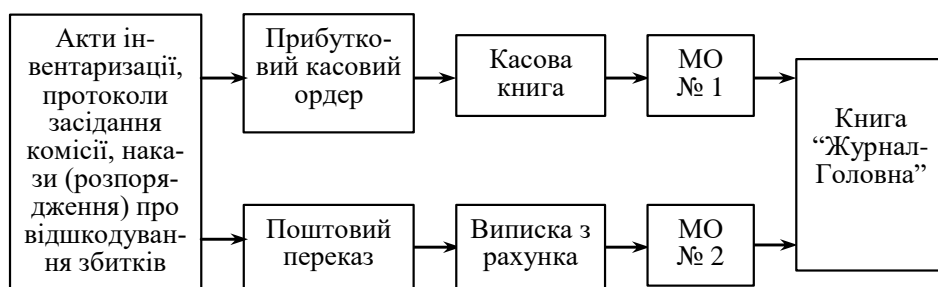 Акти ін-
вентаризації,
протоколи
засідання
комісії, нака-
зи (розпоря-
дження) про
відшкодуван-
ня збитків
Прибутко-
вий касовий
ордер
Касова
книга
МО
№ 1
Поштовий
переказ
Виписка з
рахунка
МО
№ 2
Книга
“Журнал-
Головна”